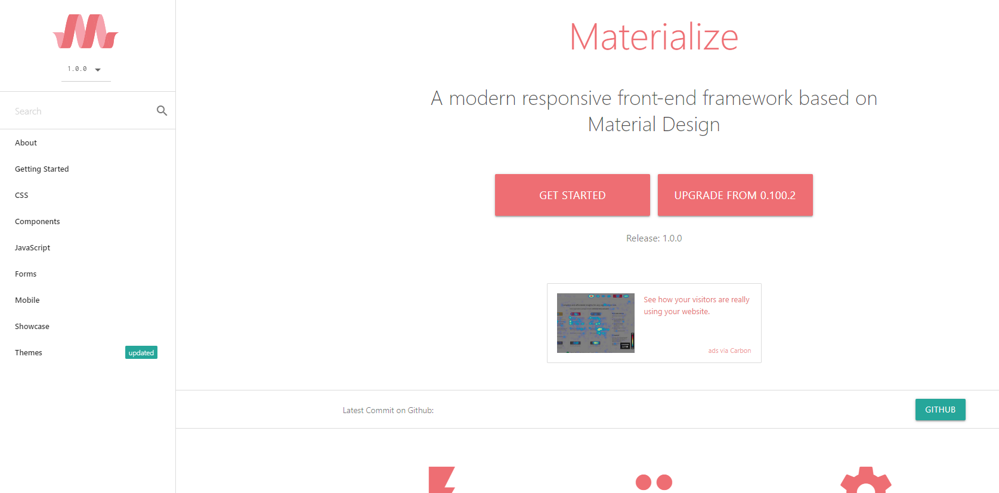 1.0.0
Search
About
Getting Started
CSS
Components
JavaScript
Forms
Mobile
Showcase
Themes
updated
Materialize
A modern responsive front-end framework based on
Material Design
GET STARTED
UPGRADE FROM 0.100.2
Release: 1.0.0
See how your visitors are really
using your website.
ads via Carbon
Latest Commit on Github:
GITHUB